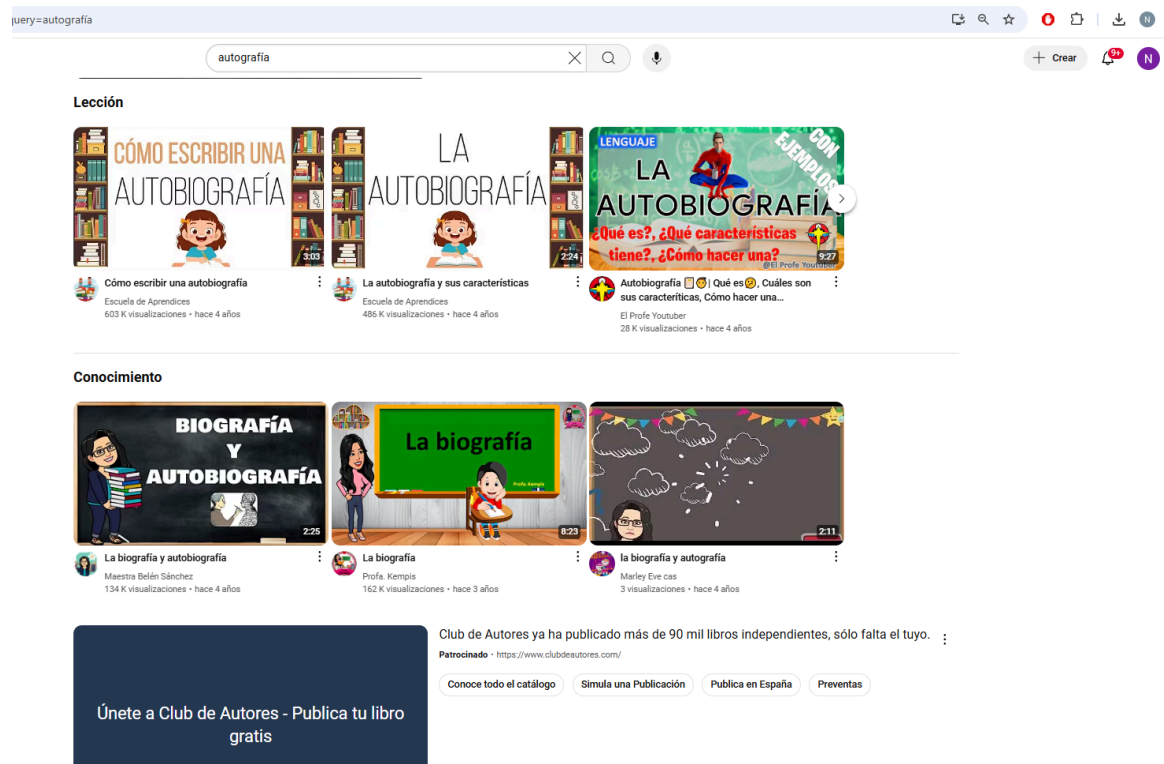 uery=autografía
N
autografía
Crear
9+
N
Lección
CÓMO ESCRIBIR UNA
AUTOBIOGRAFÍA
3:03
LA
AUTOBIOGRAFÍA
2:24
LENGUAJE
CON
EJEMPLOS
LA
AUTOBIOGRAFÍA
¿Qué es?, ¿Qué características
tiene?, ¿Cómo hacer una?
9:27
@El Profe Youtuber
Cómo escribir una autobiografía
Escuela de Aprendices
603 K visualizaciones • hace 4 años
La autobiografía y sus características
Escuela de Aprendices
486 K visualizaciones • hace 4 años
Autobiografía 📋🤓| Qué es🤔, Cuáles son
sus caracteríticas, Cómo hacer una...
El Profe Youtuber
28 K visualizaciones • hace 4 años
Conocimiento
BIOGRAFíA
Y
AUTOBIOGRAFíA
2:25
La biografía
Profa. Kempis
8:23
2:11
La biografía y autobiografía
Maestra Belén Sánchez
134 K visualizaciones • hace 4 años
La biografía
Profa. Kempis
162 K visualizaciones • hace 3 años
la biografía y autografía
Marley Eve cas
3 visualizaciones • hace 4 años
Únete a Club de Autores - Publica tu libro
gratis
Club de Autores ya ha publicado más de 90 mil libros independientes, sólo falta el tuyo.
Patrocinado · https://www.clubdeautores.com/
Conoce todo el catálogo
Simula una Publicación
Publica en España
Preventas